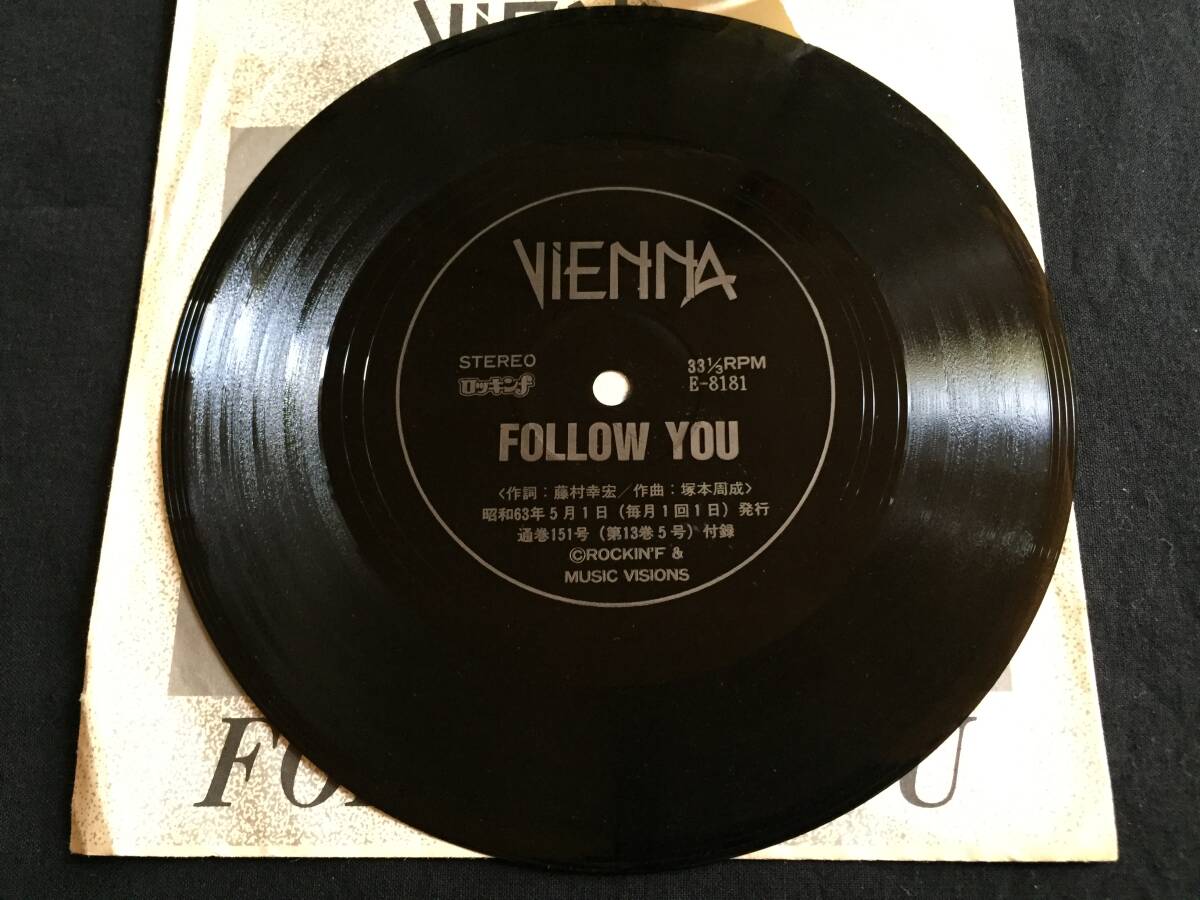 ViENNA
STEREO
ロッキンf
33⅓RPM
E-8181
FOLLOW YOU
〈作詞：藤村幸宏／作曲：塚本周成〉
昭和63年5月1日（毎月1回1日）発行
通巻151号（第13巻5号）付録
©ROCKIN'F &
MUSIC VISIONS